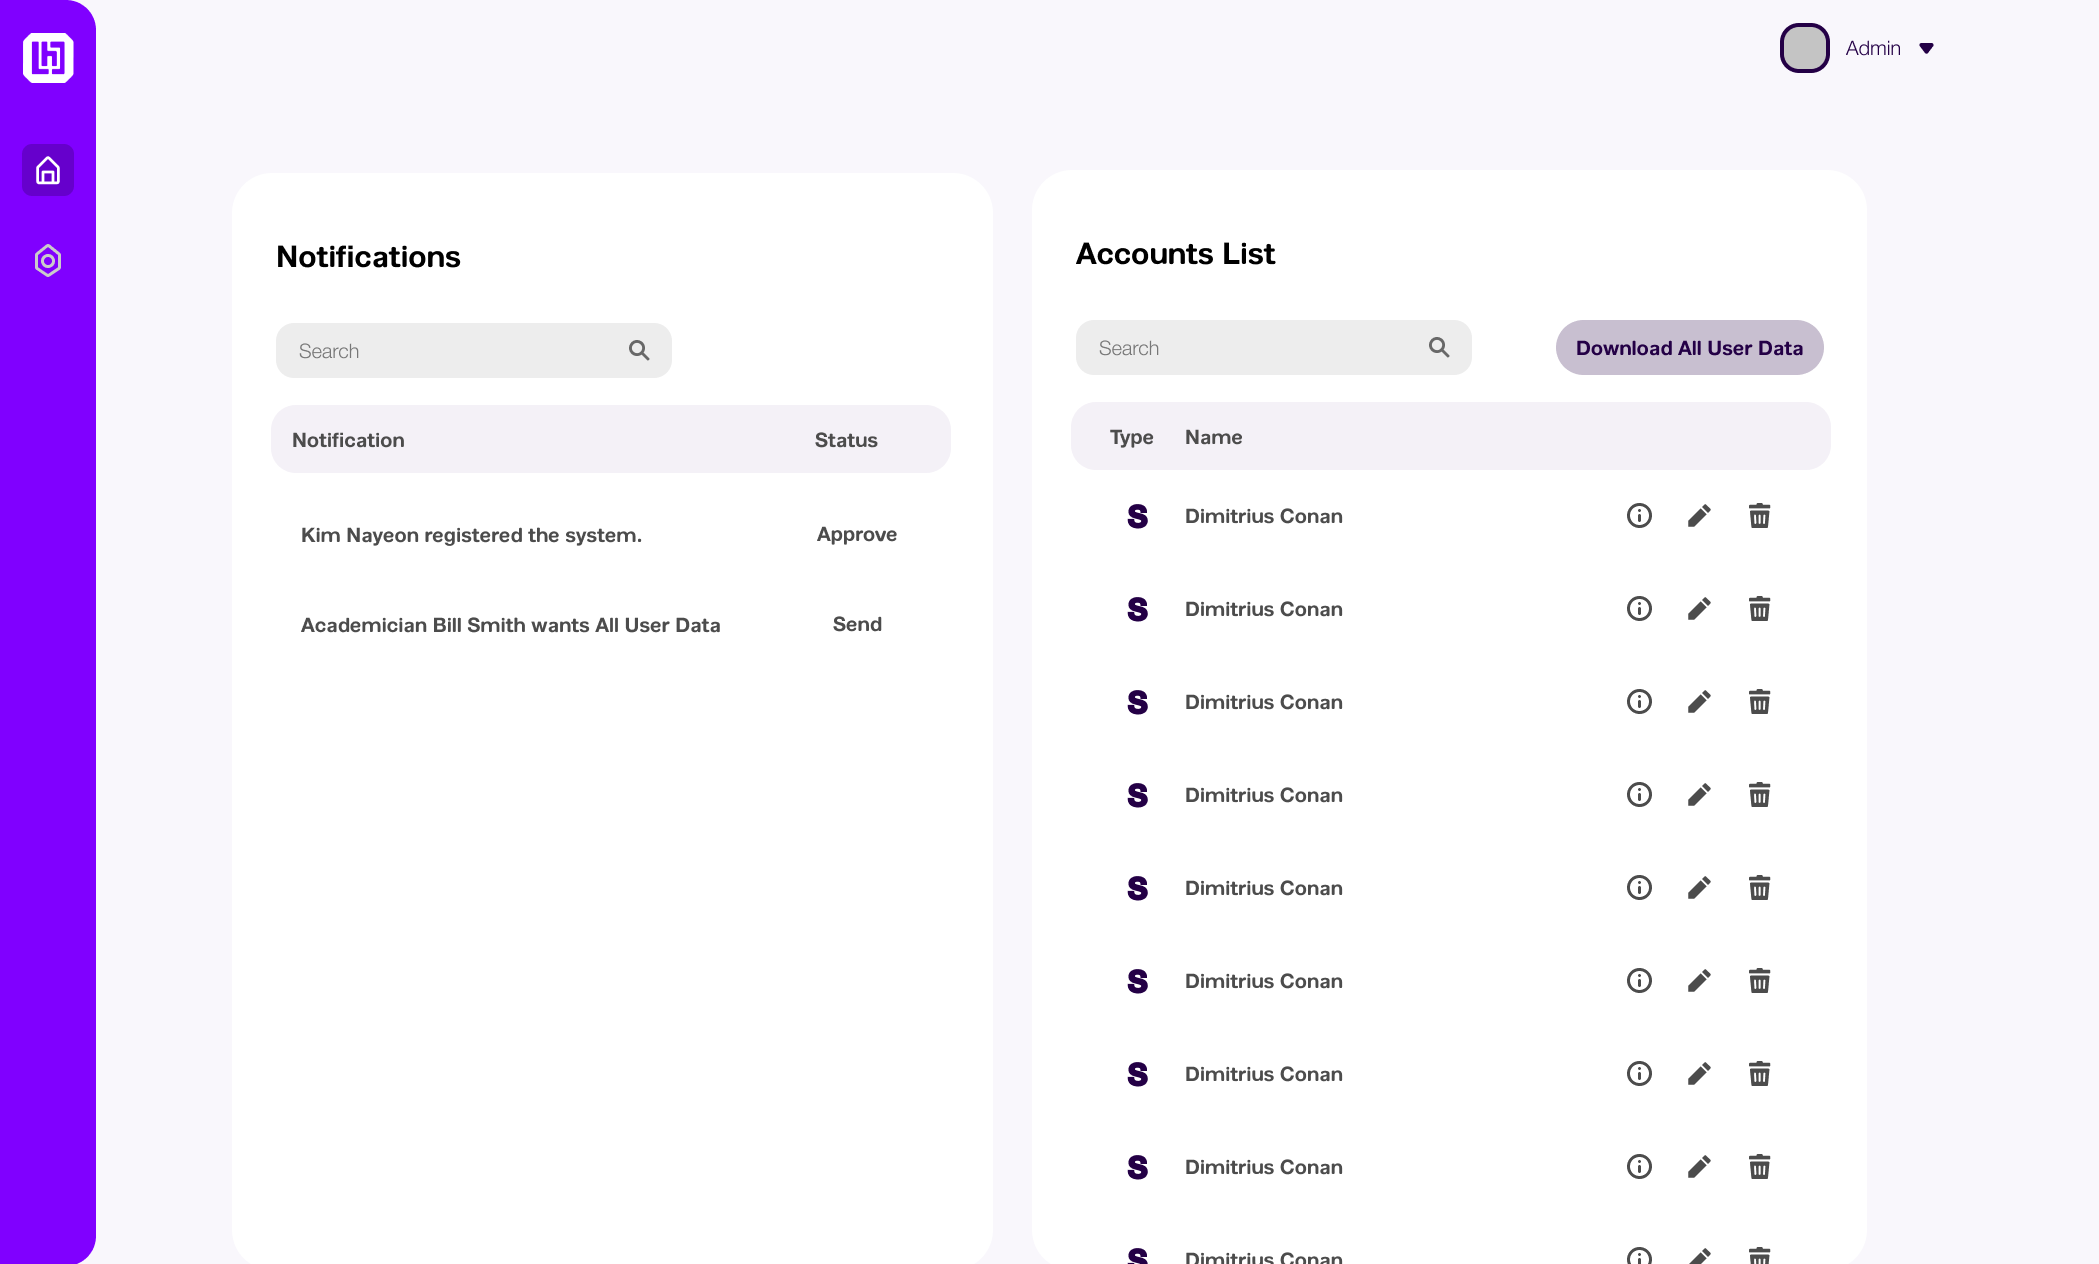 Admin
Notifications
Search
Notification Status
Kim Nayeon registered the system. Approve
Academician Bill Smith wants All User Data Send
Accounts List
Search Download All User Data
Type Name
S Dimitrius Conan
S Dimitrius Conan
S Dimitrius Conan
S Dimitrius Conan
S Dimitrius Conan
S Dimitrius Conan
S Dimitrius Conan
S Dimitrius Conan
S Dimitrius Conan